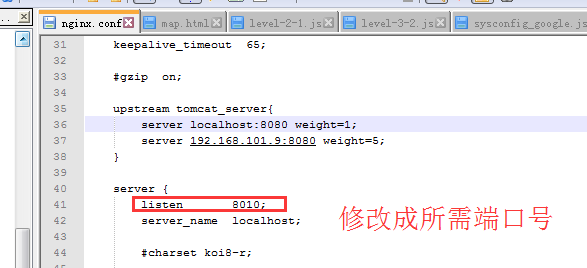 nginx.conf map.html level-2-1.js level-3-2.js sysconfig_google.js
31 keepalive_timeout 65;
32
33 #gzip on;
34
35 upstream tomcat_server{
36 server localhost:8080 weight=1;
37 server 192.168.101.9:8080 weight=5;
38 }
39
40 server {
41 listen 8010;
42 server_name localhost;
43
44 #charset koi8-r;
修改成所需端口号